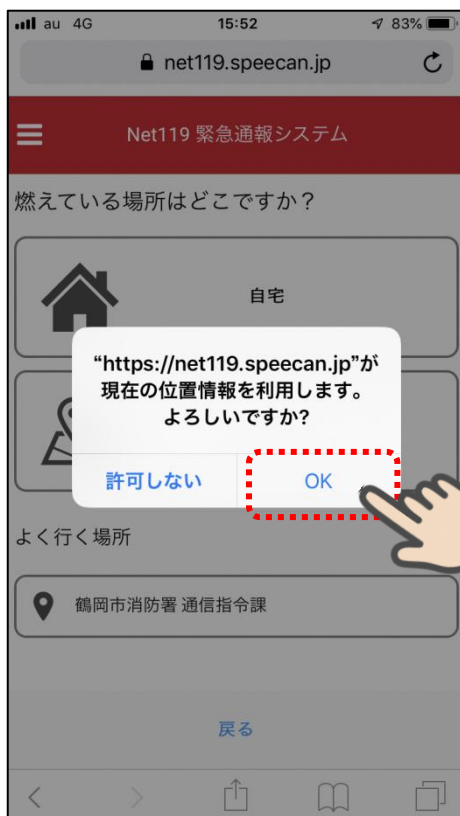 au 4G 15:52 83%
net119.speecan.jp
Net119 緊急通報システム
燃えている場所はどこですか？
自宅
“https://net119.speecan.jp”が
現在の位置情報を利用します。
よろしいですか?
許可しない OK
よく行く場所
鶴岡市消防署 通信指令課
戻る